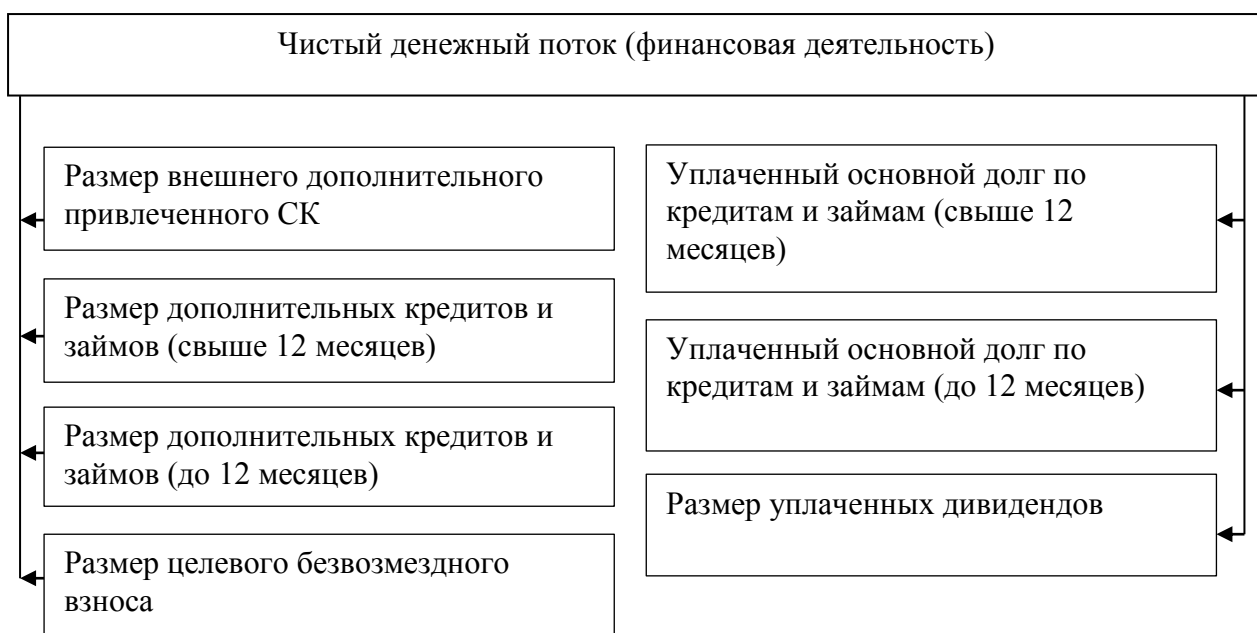 Чистый денежный поток (финансовая деятельность)
Размер внешнего дополнительного
привлеченного СК
Размер дополнительных кредитов и
займов (свыше 12 месяцев)
Размер дополнительных кредитов и
займов (до 12 месяцев)
Размер целевого безвозмездного
взноса
Уплаченный основной долг по
кредитам и займам (свыше 12
месяцев)
Уплаченный основной долг по
кредитам и займам (до 12 месяцев)
Размер уплаченных дивидендов